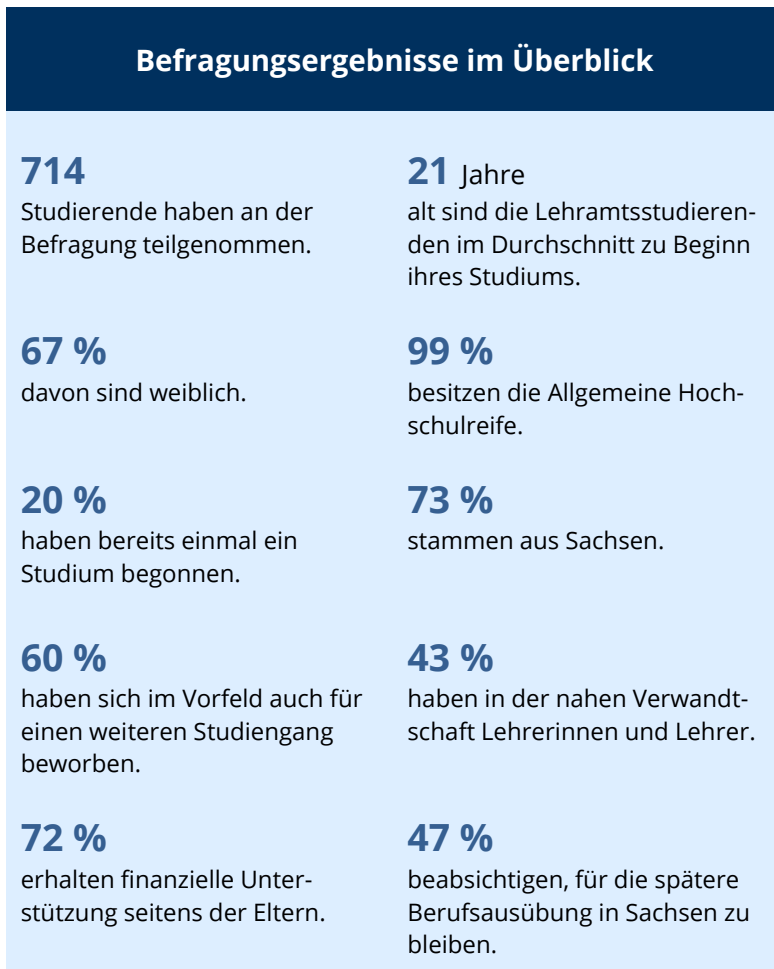 Befragungsergebnisse im Überblick
714
Studierende haben an der
Befragung teilgenommen.
21 Jahre
alt sind die Lehramtsstudieren-
den im Durchschnitt zu Beginn
ihres Studiums.
67 %
davon sind weiblich.
99 %
besitzen die Allgemeine Hoch-
schulreife.
20 %
haben bereits einmal ein
Studium begonnen.
73 %
stammen aus Sachsen.
60 %
haben sich im Vorfeld auch für
einen weiteren Studiengang
beworben.
43 %
haben in der nahen Verwandt-
schaft Lehrerinnen und Lehrer.
72 %
erhalten finanzielle Unter-
stützung seitens der Eltern.
47 %
beabsichtigen, für die spätere
Berufsausübung in Sachsen zu
bleiben.